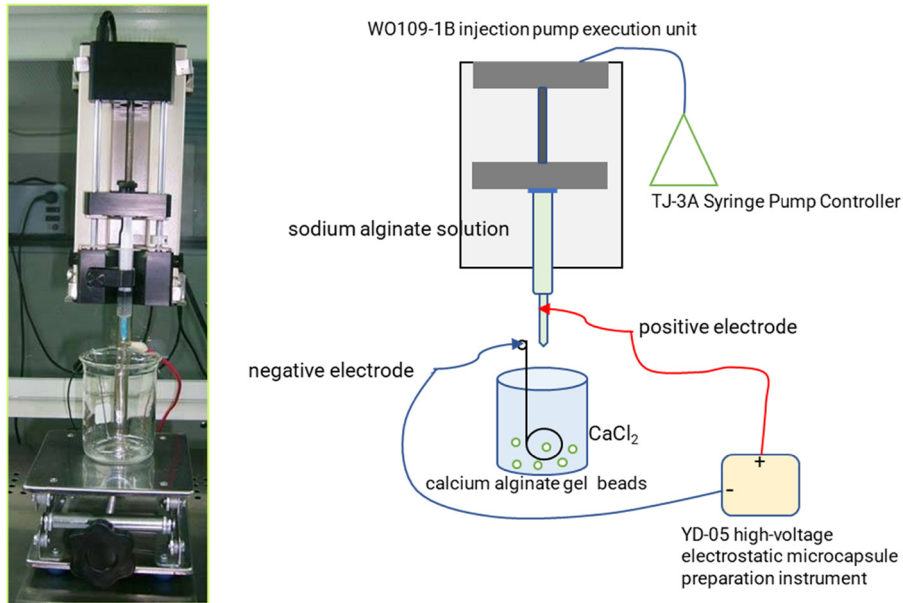 WO109-1B injection pump execution unit
TJ-3A Syringe Pump Controller
sodium alginate solution
positive electrode
negative electrode
CaCl₂
calcium alginate gel beads
+
-
YD-05 high-voltage
electrostatic microcapsule
preparation instrument